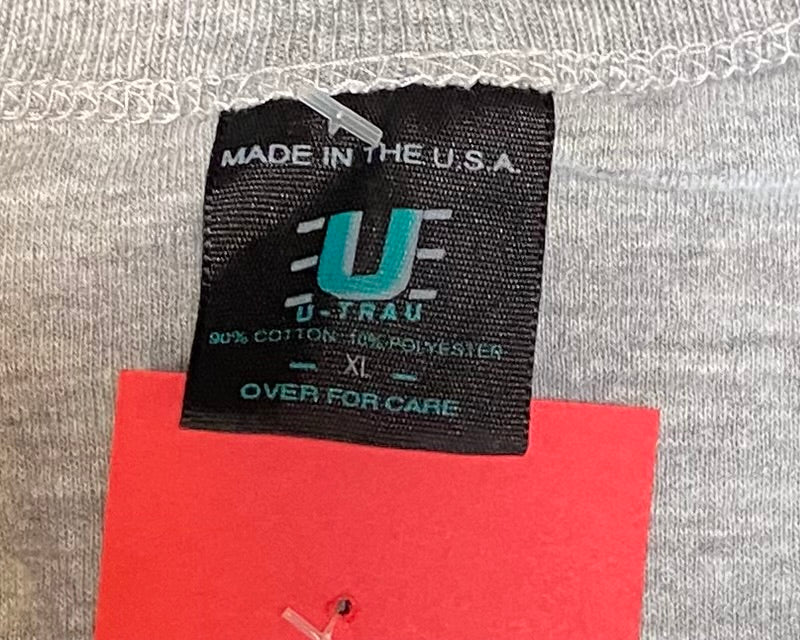 MADE IN THE U.S.A.
U
U-TRAU
90% COTTON 10% POLYESTER
XL
OVER FOR CARE